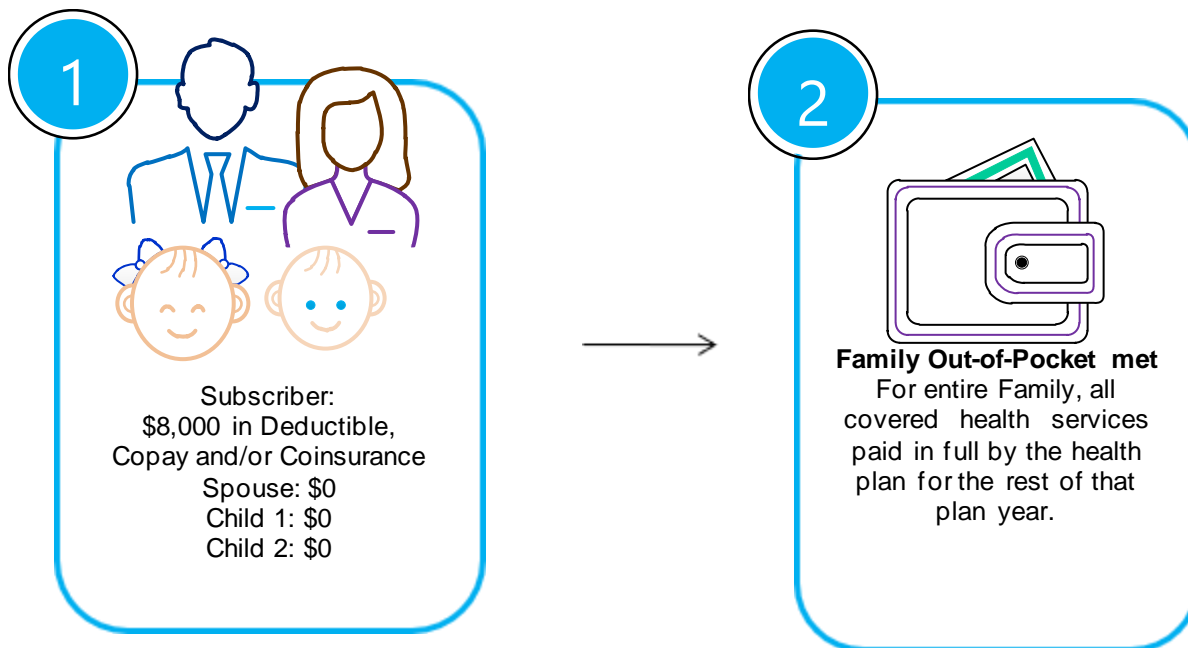 1
Subscriber:
$8,000 in Deductible,
Copay and/or Coinsurance
Spouse: $0
Child 1: $0
Child 2: $0
2
Family Out-of-Pocket met
For entire Family, all
covered health services
paid in full by the health
plan for the rest of that
plan year.